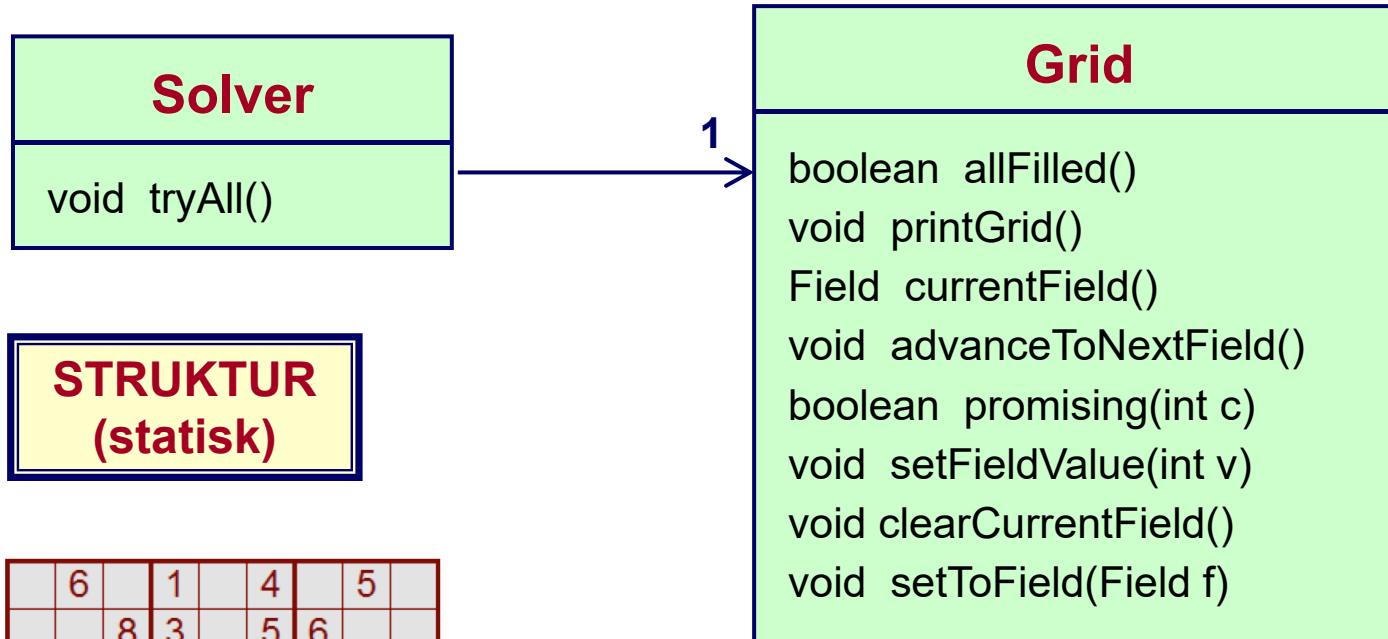 Solver
void tryAll()
1
Grid
boolean allFilled()
void printGrid()
Field currentField()
void advanceToNextField()
boolean promising(int c)
void setFieldValue(int v)
void clearCurrentField()
void setToField(Field f)
STRUKTUR
(statisk)
6 1 4 5
8 3 5 6